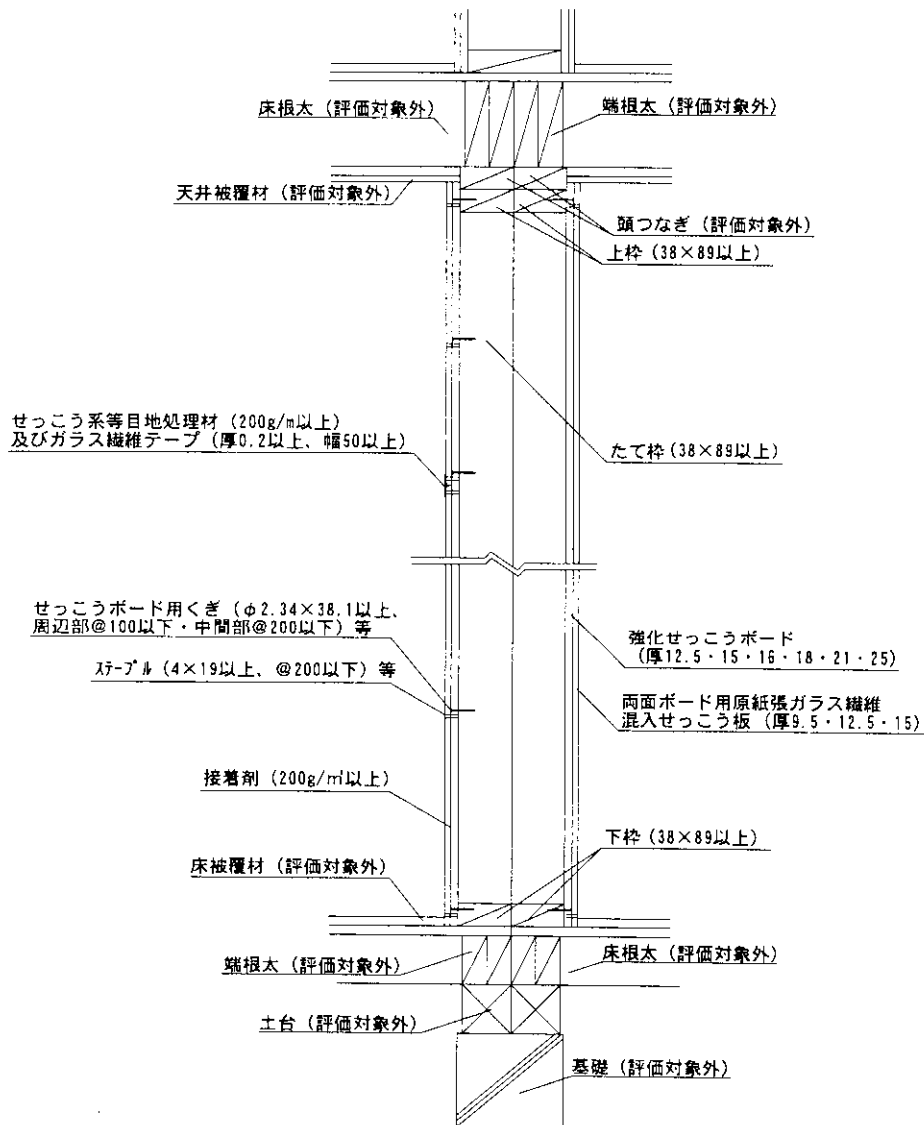 床根太（評価対象外）
端根太（評価対象外）
天井被覆材（評価対象外）
頭つなぎ（評価対象外）
上枠（38×89以上）
せっこう系等目地処理材（200g/m以上）
及びガラス繊維テープ（厚0.2以上、幅50以上）
たて枠（38×89以上）
せっこうボード用くぎ（φ2.34×38.1以上、
周辺部@100以下・中間部@200以下）等
強化せっこうボード
（厚12.5・15・16・18・21・25）
ｽﾃｰﾌﾟﾙ（4×19以上、@200以下）等
両面ボード用原紙張ガラス繊維
混入せっこう板（厚9.5・12.5・15）
接着剤（200g/㎡以上）
下枠（38×89以上）
床被覆材（評価対象外）
端根太（評価対象外）
床根太（評価対象外）
土台（評価対象外）
基礎（評価対象外）